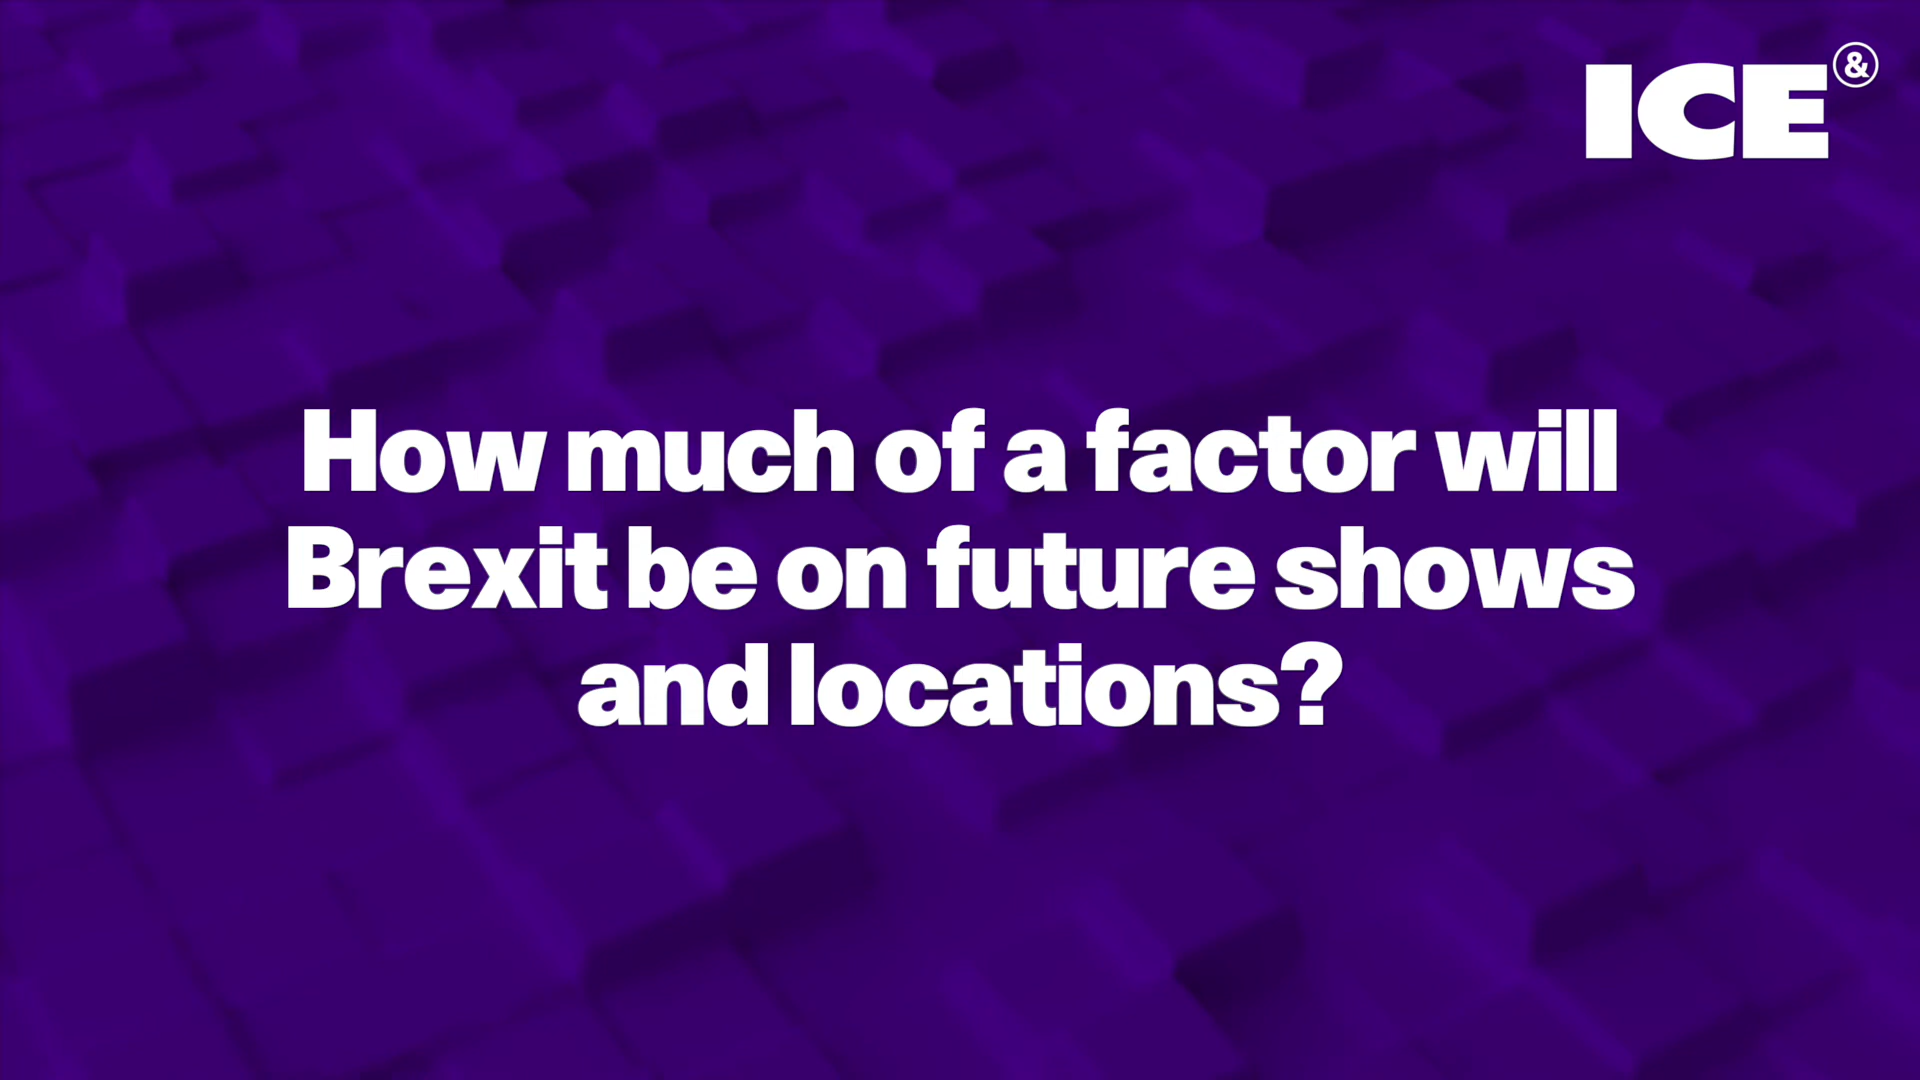 ICE &
How much of a factor will
Brexit be on future shows
and locations?